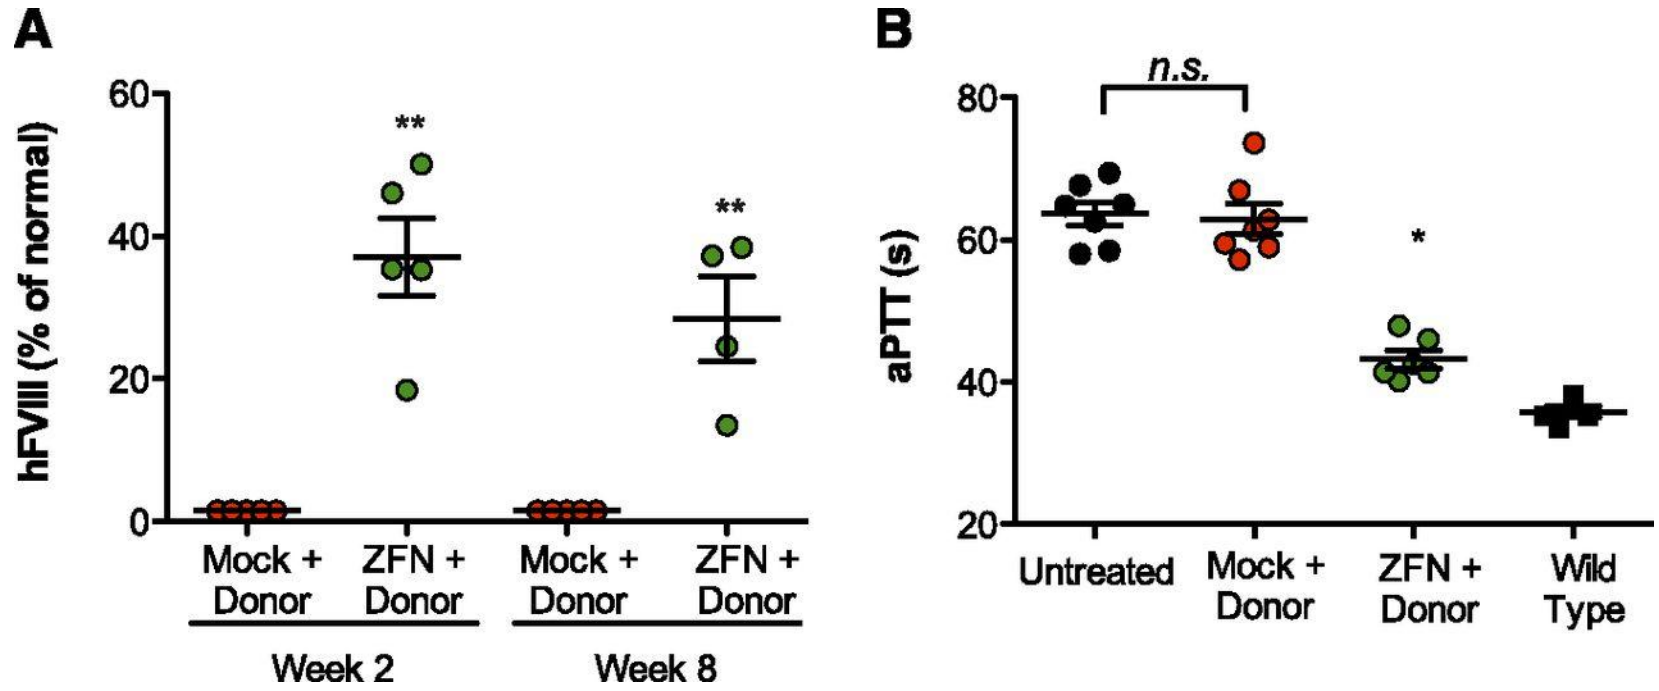 A
hFVIII (% of normal)
60
40
20
0
**
**
Mock + Donor
ZFN + Donor
Mock + Donor
ZFN + Donor
Week 2
Week 8
B
aPTT (s)
80
60
40
20
n.s.
*
Untreated
Mock + Donor
ZFN + Donor
Wild Type